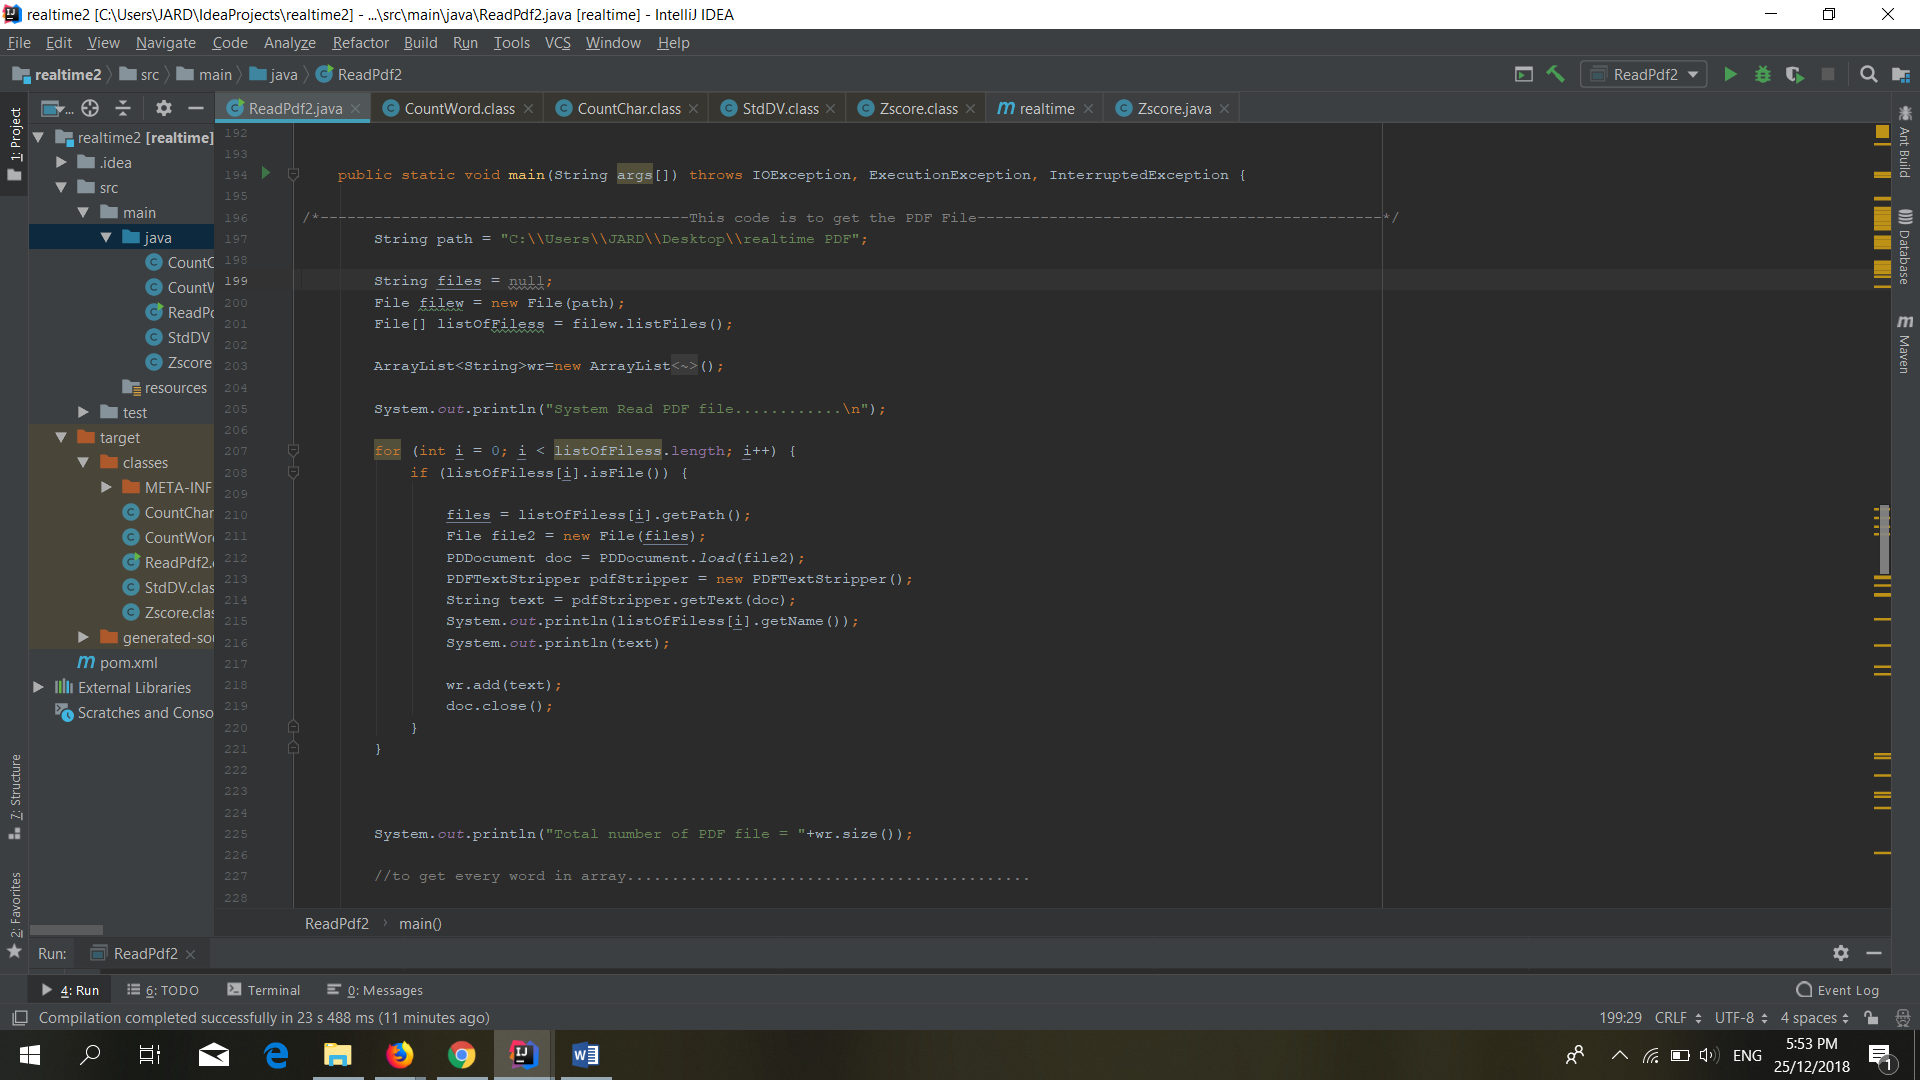 realtime2 [C:\Users\JARD\IdeaProjects\realtime2] - ...\src\main\java\ReadPdf2.java [realtime] - IntelliJ IDEA
File Edit View Navigate Code Analyze Refactor Build Run Tools VCS Window Help
realtime2 src main java ReadPdf2 ReadPdf2
ReadPdf2.java CountWord.class CountChar.class StdDV.class Zscore.class realtime Zscore.java
1: Project
realtime2 [realtime]
.idea
src
main
java
CountC
CountW
ReadPd
StdDV
Zscore
resources
test
target
classes
META-INF
CountChar
CountWor
ReadPdf2.
StdDV.clas
Zscore.clas
generated-sou
pom.xml
External Libraries
Scratches and Conso
7: Structure
2: Favorites
192
193
194 public static void main(String args[]) throws IOException, ExecutionException, InterruptedException {
195
196 /*-----------------------------------------This code is to get the PDF File---------------------------------------------*/
197 String path = "C:\\Users\\JARD\\Desktop\\realtime PDF";
198
199 String files = null;
200 File filew = new File(path);
201 File[] listOfFiless = filew.listFiles();
202
203 ArrayList<String>wr=new ArrayList<~>();
204
205 System.out.println("System Read PDF file............\n");
206
207 for (int i = 0; i < listOfFiless.length; i++) {
208 if (listOfFiless[i].isFile()) {
209
210 files = listOfFiless[i].getPath();
211 File file2 = new File(files);
212 PDDocument doc = PDDocument.load(file2);
213 PDFTextStripper pdfStripper = new PDFTextStripper();
214 String text = pdfStripper.getText(doc);
215 System.out.println(listOfFiless[i].getName());
216 System.out.println(text);
217
218 wr.add(text);
219 doc.close();
220 }
221 }
222
223
224
225 System.out.println("Total number of PDF file = "+wr.size());
226
227 //to get every word in array.............................................
228
ReadPdf2 main()
Ant Build
Database
m Maven
Run: ReadPdf2
4: Run 6: TODO Terminal 0: Messages Event Log
Compilation completed successfully in 23 s 488 ms (11 minutes ago) 199:29 CRLF UTF-8 4 spaces
ENG 5:53 PM
25/12/2018 1